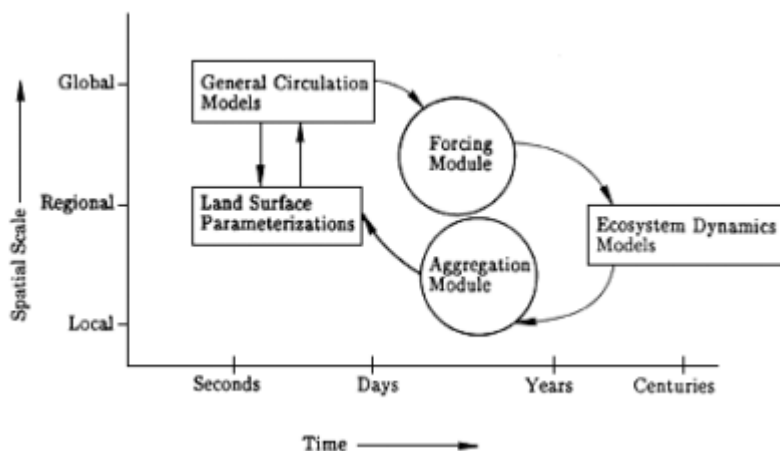 Global
General Circulation
Models
Forcing
Module
Regional
Land Surface
Parameterizations
Ecosystem Dynamics
Models
Aggregation
Module
Local
Spatial Scale
Seconds
Days
Years
Centuries
Time